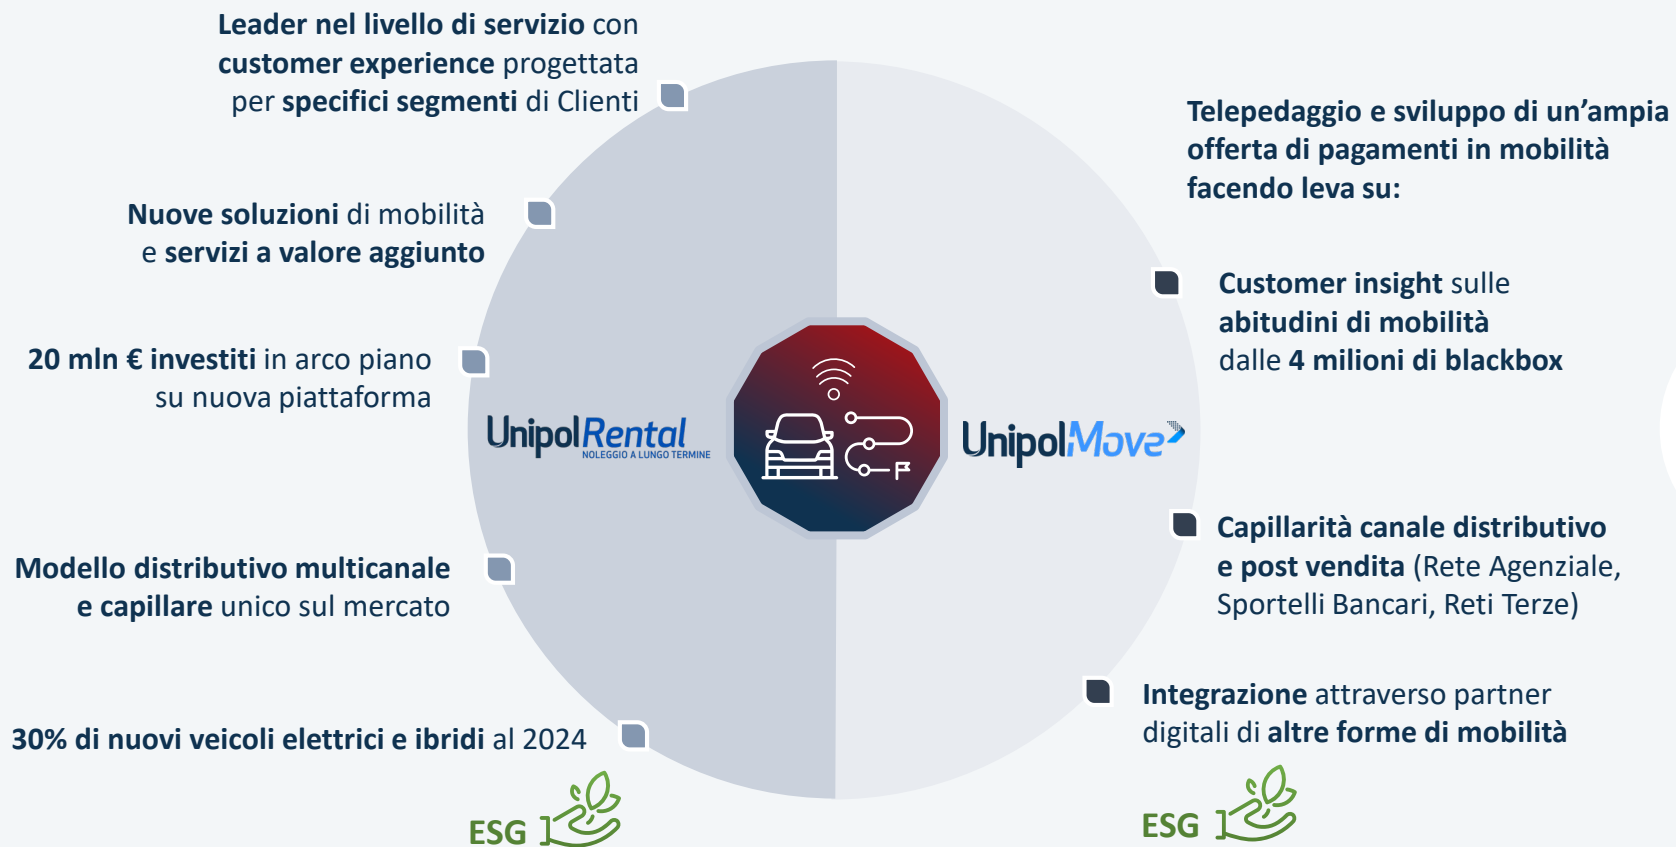 Leader nel livello di servizio con
customer experience progettata
per specifici segmenti di Clienti
Nuove soluzioni di mobilità
e servizi a valore aggiunto
20 mln € investiti in arco piano
su nuova piattaforma
UnipolRental
NOLEGGIO A LUNGO TERMINE
Modello distributivo multicanale
e capillare unico sul mercato
30% di nuovi veicoli elettrici e ibridi al 2024
ESG
Telepedaggio e sviluppo di un’ampia
offerta di pagamenti in mobilità
facendo leva su:
Customer insight sulle
abitudini di mobilità
dalle 4 milioni di blackbox
UnipolMove
Capillarità canale distributivo
e post vendita (Rete Agenziale,
Sportelli Bancari, Reti Terze)
Integrazione attraverso partner
digitali di altre forme di mobilità
ESG